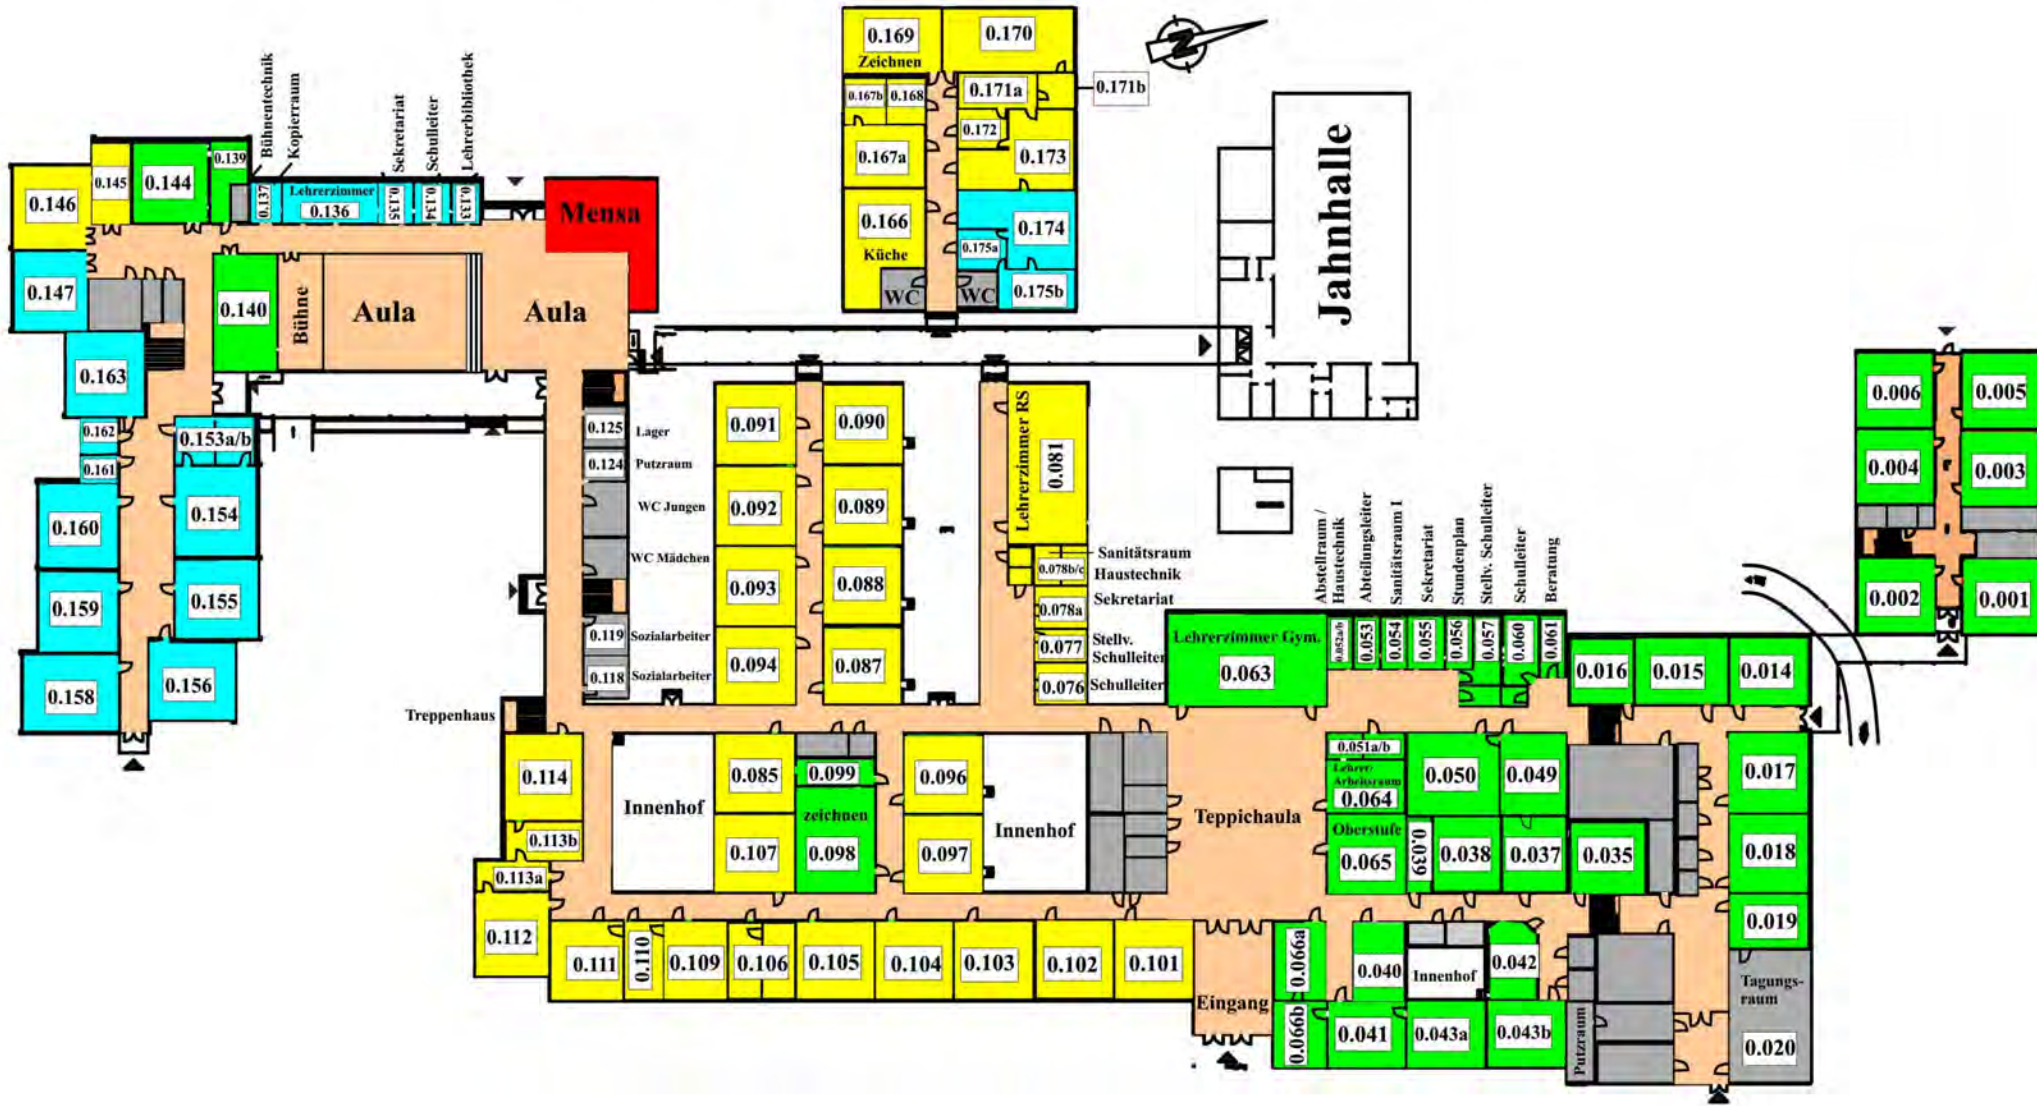 0.169
Zeichnen
0.170
N
0.167b
0.168
0.171a
0.171b
0.172
0.167a
0.173
0.166
Küche
0.174
0.175a
0.175b
WC
WC
Jahnhalle
Bühnentechnik
Kopierraum
Sekretariat
Schulleiter
Lehrerbibliothek
0.146
0.145
0.144
0.139
0.137
Lehrerzimmer
0.136
0.135
0.134
0.133
Mensa
0.147
0.140
Bühne
Aula
Aula
0.163
0.162
0.161
0.153a/b
0.160
0.154
0.159
0.155
0.158
0.156
0.125
Lager
0.124
Putzraum
WC Jungen
WC Mädchen
0.119
Sozialarbeiter
0.118
Sozialarbeiter
Treppenhaus
0.091
0.090
0.092
0.089
0.093
0.088
0.094
0.087
Lehrerzimmer RS
0.081
Sanitätsraum
0.078b/c
Haustechnik
0.078a
Sekretariat
0.077
Stellv.
Schulleiter
0.076
Schulleiter
Abstellraum /
Haustechnik
Abteilungsleiter
Sanitätsraum I
Sekretariat
Stundenplan
Stellv. Schulleiter
Schulleiter
Beratung
Lehrerzimmer Gym.
0.063
0.052a/b
0.053
0.054
0.055
0.056
0.057
0.060
0.061
0.016
0.015
0.014
0.006
0.005
0.004
0.003
0.002
0.001
0.114
0.113b
0.113a
0.112
Innenhof
0.085
0.107
0.099
zeichnen
0.098
0.096
0.097
Innenhof
Teppichaula
0.051a/b
Lehrer/
Arbeitsraum
0.064
Oberstufe
0.065
0.050
0.049
0.039
0.038
0.037
0.035
0.017
0.018
0.019
0.111
0.110
0.109
0.106
0.105
0.104
0.103
0.102
0.101
Eingang
0.066a
0.066b
0.040
Innenhof
0.042
0.041
0.043a
0.043b
Putzraum
Tagungs-
raum
0.020